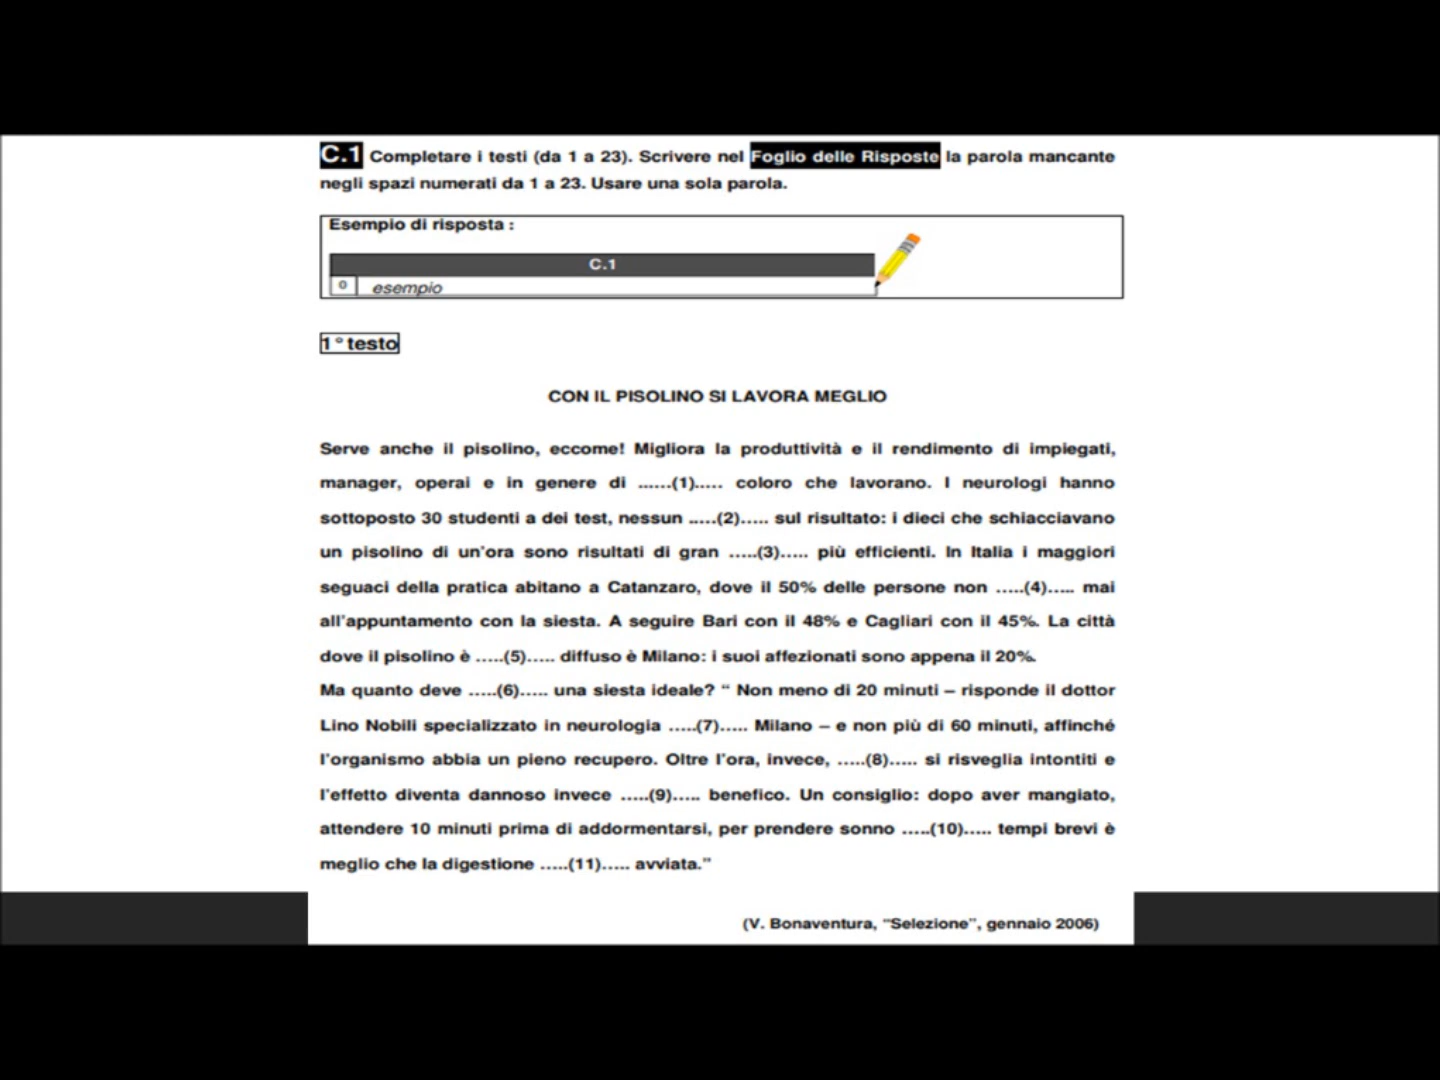 C.1 Completare i testi (da 1 a 23). Scrivere nel Foglio delle Risposte la parola mancante
negli spazi numerati da 1 a 23. Usare una sola parola.
Esempio di risposta :
C.1
0 esempio
1° testo
CON IL PISOLINO SI LAVORA MEGLIO
Serve anche il pisolino, eccome! Migliora la produttività e il rendimento di impiegati,
manager, operai e in genere di ......(1)..... coloro che lavorano. I neurologi hanno
sottoposto 30 studenti a dei test, nessun .....(2)..... sul risultato: i dieci che schiacciavano
un pisolino di un'ora sono risultati di gran .....(3)..... più efficienti. In Italia i maggiori
seguaci della pratica abitano a Catanzaro, dove il 50% delle persone non .....(4)..... mai
all'appuntamento con la siesta. A seguire Bari con il 48% e Cagliari con il 45%. La città
dove il pisolino è .....(5)..... diffuso è Milano: i suoi affezionati sono appena il 20%.
Ma quanto deve .....(6)..... una siesta ideale? “ Non meno di 20 minuti – risponde il dottor
Lino Nobili specializzato in neurologia .....(7)..... Milano – e non più di 60 minuti, affinché
l'organismo abbia un pieno recupero. Oltre l'ora, invece, .....(8)..... si risveglia intontiti e
l'effetto diventa dannoso invece .....(9)..... benefico. Un consiglio: dopo aver mangiato,
attendere 10 minuti prima di addormentarsi, per prendere sonno .....(10)..... tempi brevi è
meglio che la digestione .....(11)..... avviata.”
(V. Bonaventura, “Selezione”, gennaio 2006)